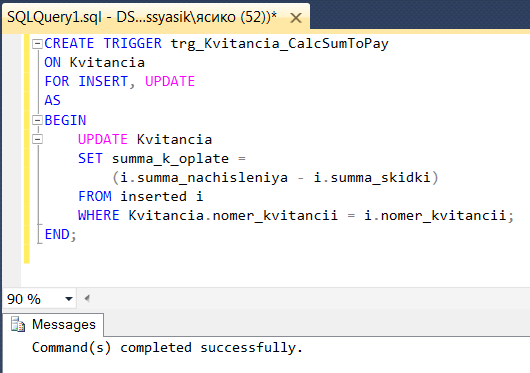 SQLQuery1.sql - DS...ssyasik\ясико (52))*
CREATE TRIGGER trg_Kvitancia_CalcSumToPay
ON Kvitancia
FOR INSERT, UPDATE
AS
BEGIN
UPDATE Kvitancia
SET summa_k_oplate =
(i.summa_nachisleniya - i.summa_skidki)
FROM inserted i
WHERE Kvitancia.nomer_kvitancii = i.nomer_kvitancii;
END;
90 %
Messages
Command(s) completed successfully.